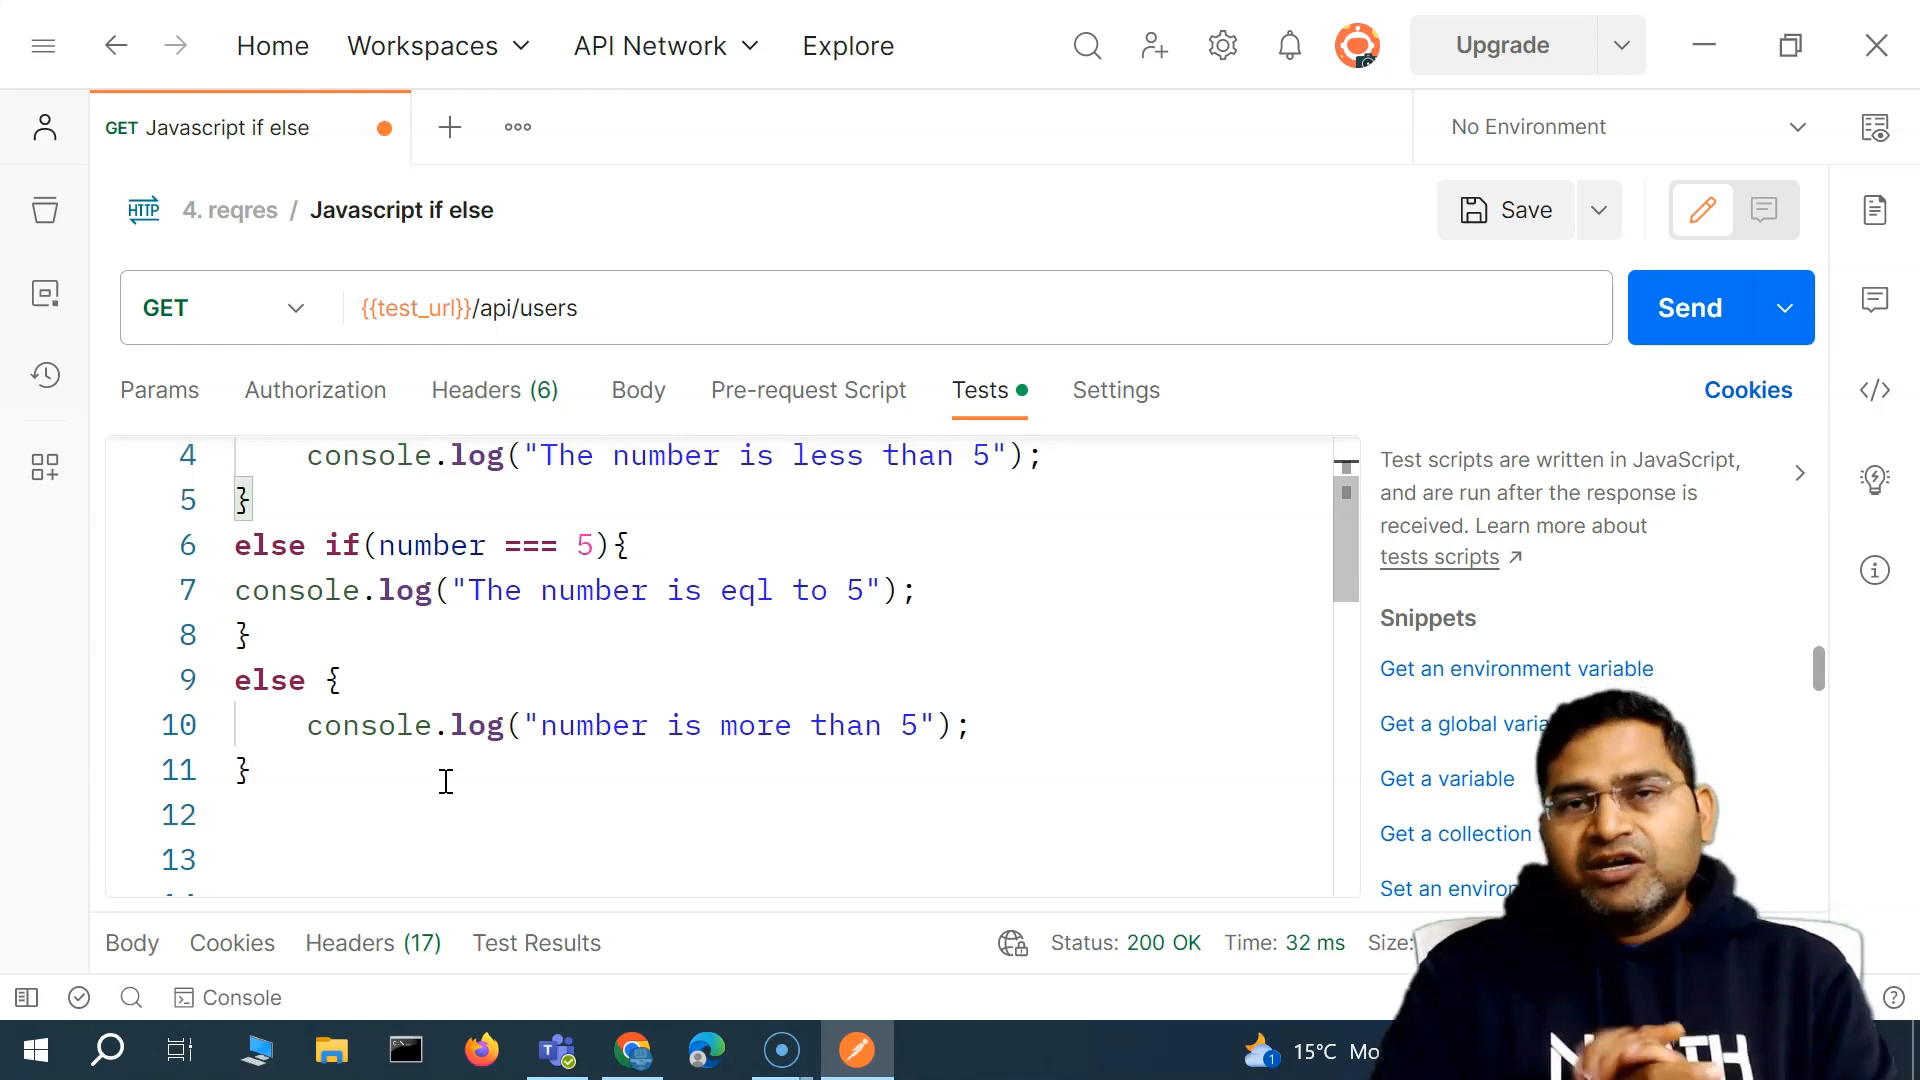 Home Workspaces API Network Explore Upgrade
GET Javascript if else No Environment
HTTP 4. reqres / Javascript if else Save
GET {{test_url}}/api/users Send
Params Authorization Headers (6) Body Pre-request Script Tests Settings Cookies
4 console.log("The number is less than 5");
5 }
6 else if(number === 5){
7 console.log("The number is eql to 5");
8 }
9 else {
10 console.log("number is more than 5");
11 }
12
13
Test scripts are written in JavaScript,
and are run after the response is
received. Learn more about
tests scripts
Snippets
Get an environment variable
Get a global varia
Get a variable
Get a collection
Set an environ
Body Cookies Headers (17) Test Results Status: 200 OK Time: 32 ms Size:
Console
1 15°C Mo